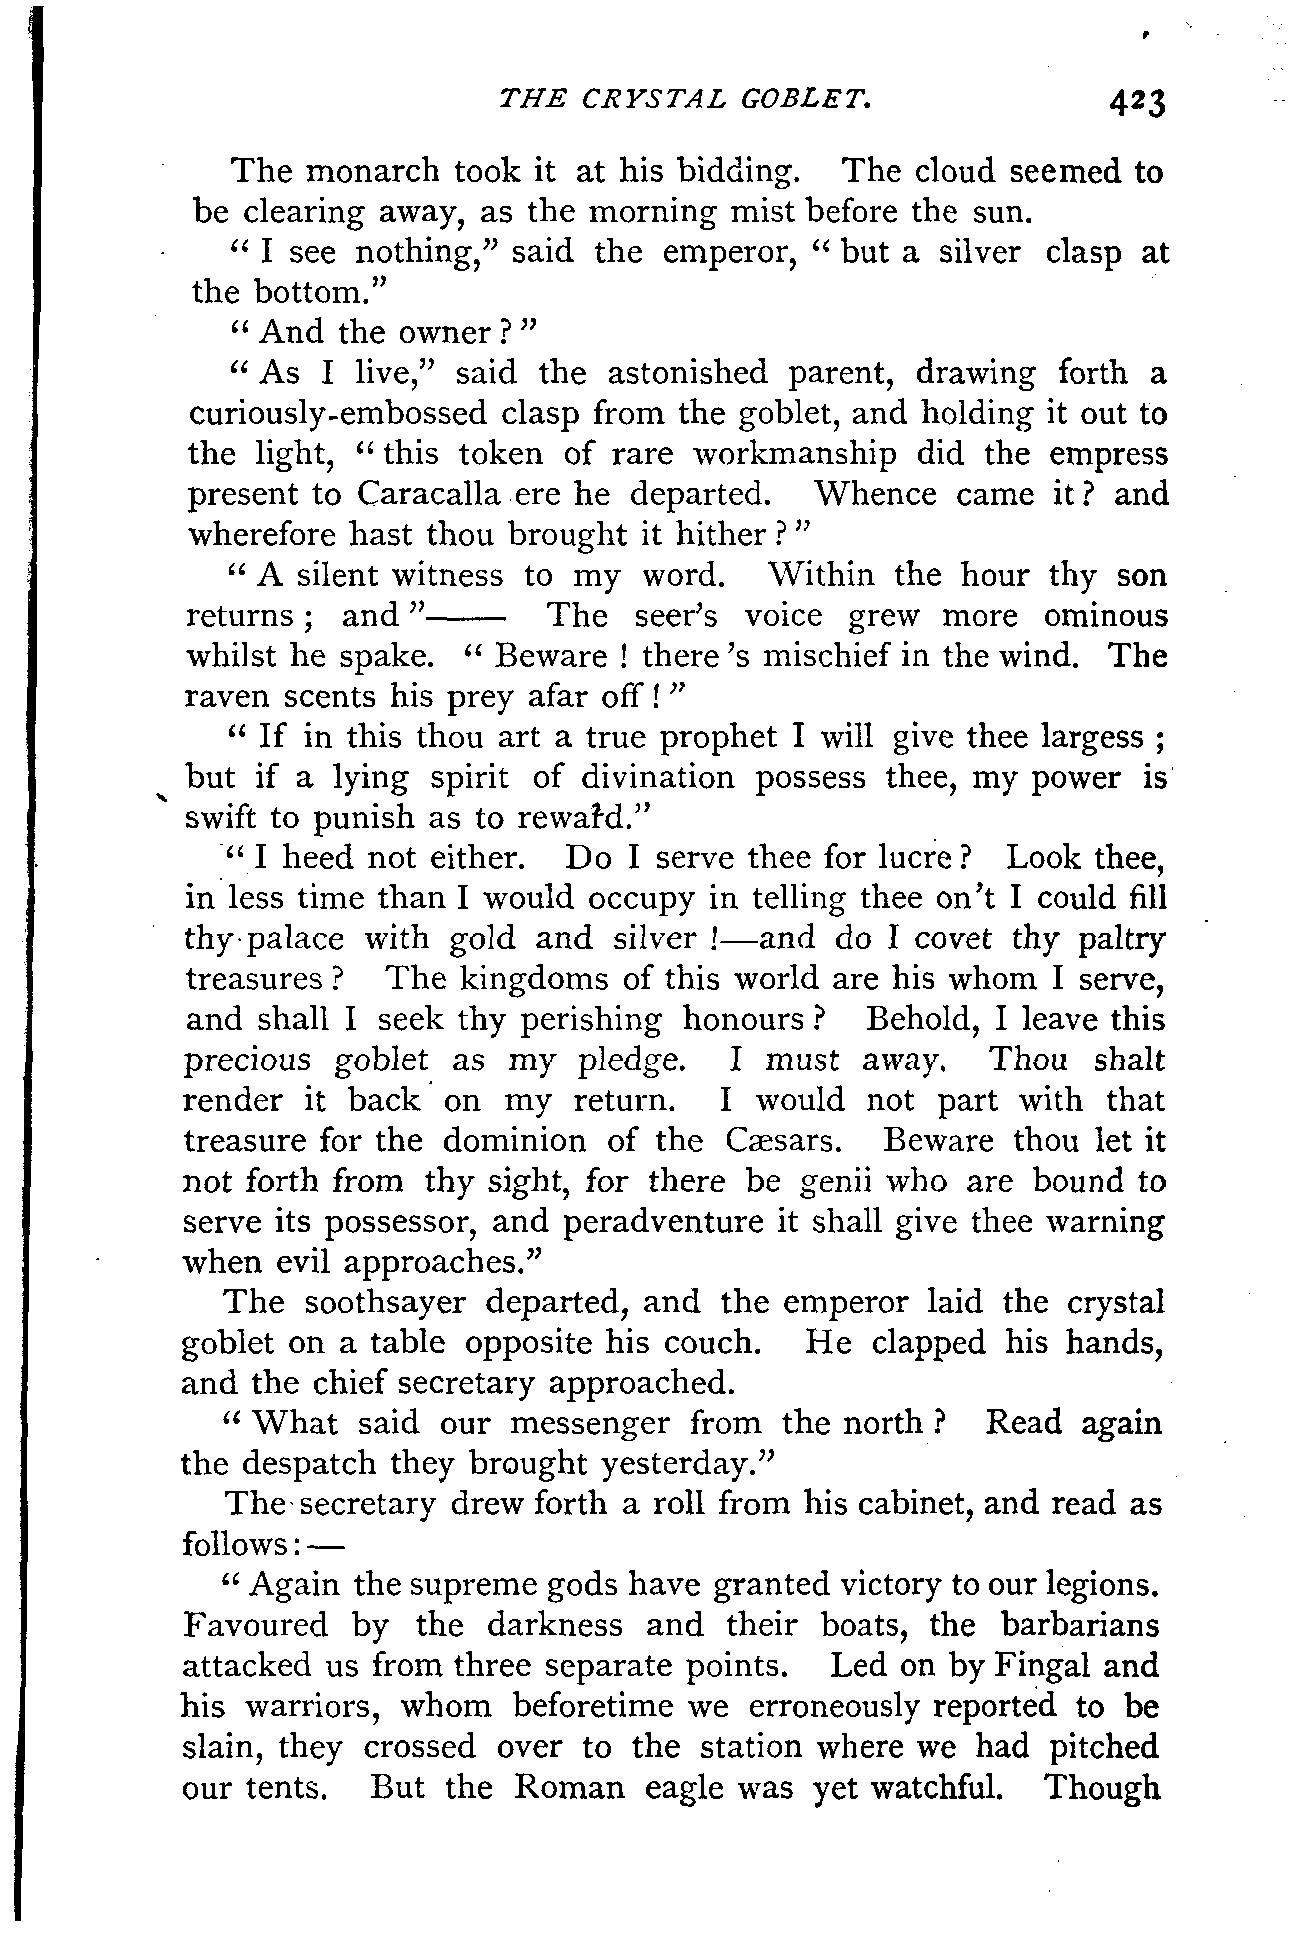 THE CRYSTAL GOBLET. 423
The monarch took it at his bidding. The cloud seemed to
be clearing away, as the morning mist before the sun.
“ I see nothing,” said the emperor, “ but a silver clasp at
the bottom.”
“ And the owner ? ”
“ As I live,” said the astonished parent, drawing forth a
curiously-embossed clasp from the goblet, and holding it out to
the light, “ this token of rare workmanship did the empress
present to Caracalla ere he departed. Whence came it ? and
wherefore hast thou brought it hither ? ”
“ A silent witness to my word. Within the hour thy son
returns ; and ”—— The seer’s voice grew more ominous
whilst he spake. “ Beware ! there ’s mischief in the wind. The
raven scents his prey afar off ! ”
“ If in this thou art a true prophet I will give thee largess ;
but if a lying spirit of divination possess thee, my power is
swift to punish as to reward.”
“ I heed not either. Do I serve thee for lucre ? Look thee,
in less time than I would occupy in telling thee on’t I could fill
thy palace with gold and silver !—and do I covet thy paltry
treasures ? The kingdoms of this world are his whom I serve,
and shall I seek thy perishing honours ? Behold, I leave this
precious goblet as my pledge. I must away. Thou shalt
render it back on my return. I would not part with that
treasure for the dominion of the Cæsars. Beware thou let it
not forth from thy sight, for there be genii who are bound to
serve its possessor, and peradventure it shall give thee warning
when evil approaches.”
The soothsayer departed, and the emperor laid the crystal
goblet on a table opposite his couch. He clapped his hands,
and the chief secretary approached.
“ What said our messenger from the north ? Read again
the despatch they brought yesterday.”
The secretary drew forth a roll from his cabinet, and read as
follows :—
“ Again the supreme gods have granted victory to our legions.
Favoured by the darkness and their boats, the barbarians
attacked us from three separate points. Led on by Fingal and
his warriors, whom beforetime we erroneously reported to be
slain, they crossed over to the station where we had pitched
our tents. But the Roman eagle was yet watchful. Though